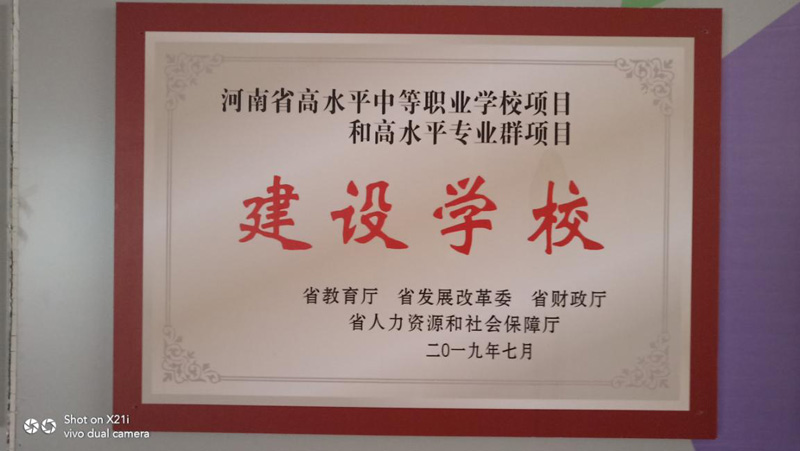 河南省高水平中等职业学校项目
和高水平专业群项目
建设学校
省教育厅 省发展改革委 省财政厅
省人力资源和社会保障厅
二〇一九年七月
Shot on X21i
vivo dual camera